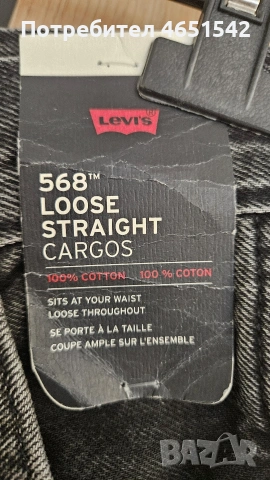 Потребител 4651542
Levi's
568™
LOOSE
STRAIGHT
CARGOS
100% COTTON 100 % COTON
SITS AT YOUR WAIST
LOOSE THROUGHOUT
SE PORTE À LA TAILLE
COUPE AMPLE SUR L'ENSEMBLE
BAZAR